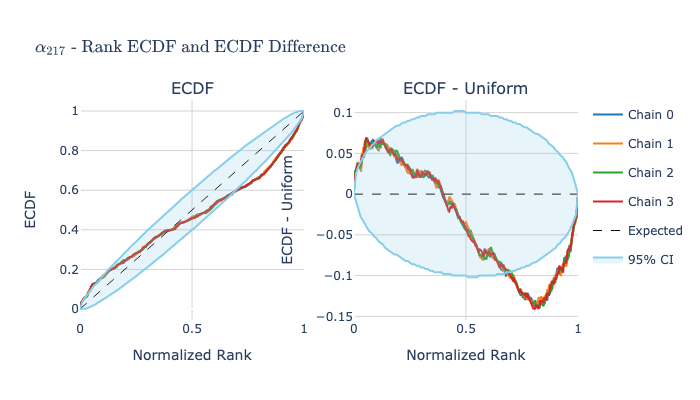 α217 - Rank ECDF and ECDF Difference
ECDF
ECDF - Uniform
1
0.8
0.6
0.4
0.2
0
ECDF
0
0.5
1
Normalized Rank
0.1
0.05
0
−0.05
−0.1
−0.15
ECDF - Uniform
0
0.5
1
Normalized Rank
Chain 0
Chain 1
Chain 2
Chain 3
Expected
95% CI